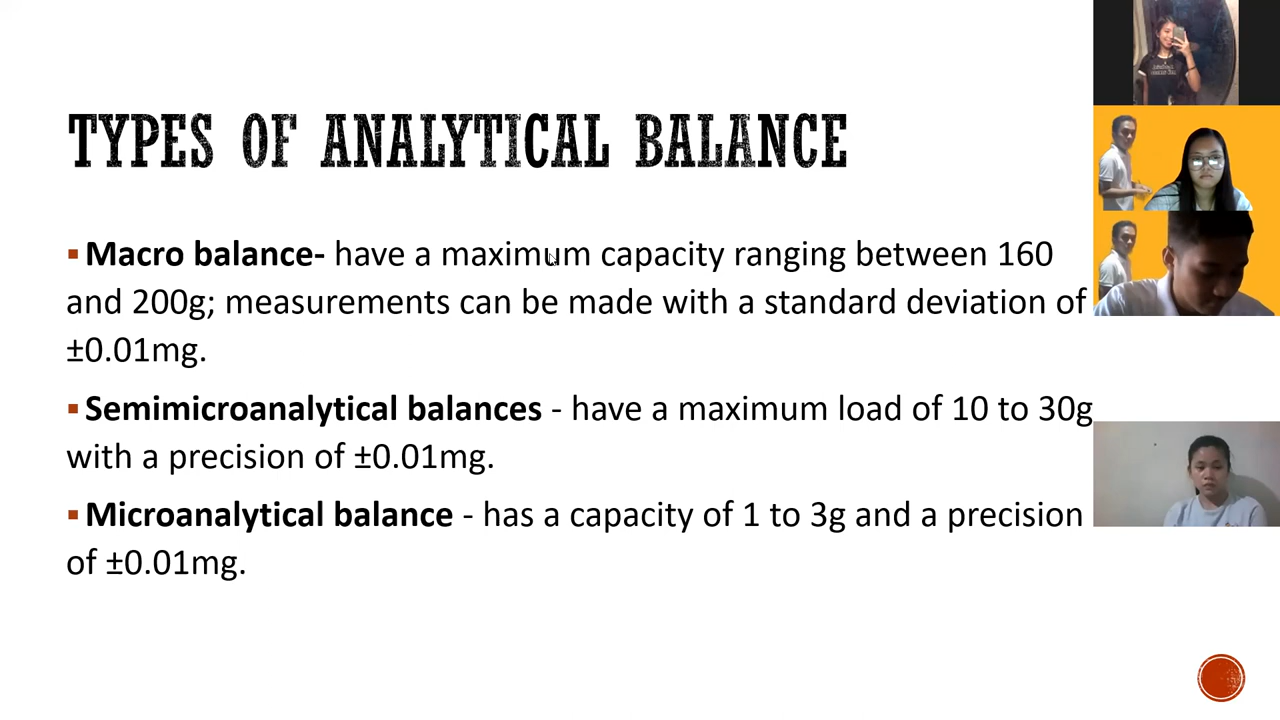 TYPES OF ANALYTICAL BALANCE
▪ Macro balance- have a maximum capacity ranging between 160
and 200g; measurements can be made with a standard deviation of
±0.01mg.
▪ Semimicroanalytical balances - have a maximum load of 10 to 30g
with a precision of ±0.01mg.
▪ Microanalytical balance - has a capacity of 1 to 3g and a precision
of ±0.01mg.